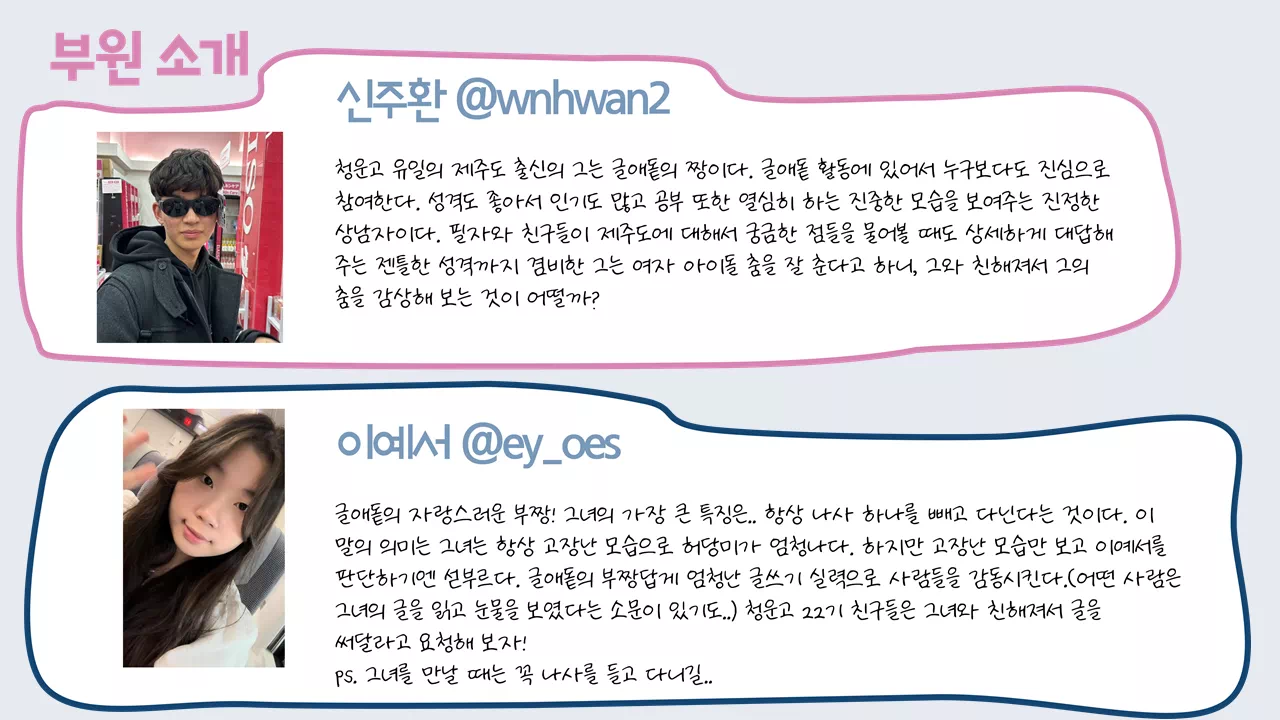 부원 소개
신주환 @wnhwan2
청운고 유일의 제주도 출신의 그는 글애돝의 짱이다. 글애돝 활동에 있어서 누구보다도 진심으로
참여한다. 성격도 좋아서 인기도 많고 공부 또한 열심히 하는 진중한 모습을 보여주는 진정한
상남자이다. 필자와 친구들이 제주도에 대해서 궁금한 점들을 물어볼 때도 상세하게 대답해
주는 젠틀한 성격까지 겸비한 그는 여자 아이돌 춤을 잘 춘다고 하니, 그와 친해져서 그의
춤을 감상해 보는 것이 어떨까?
이예서 @ey_oes
글애돝의 자랑스러운 부짱! 그녀의 가장 큰 특징은.. 항상 나사 하나를 빼고 다닌다는 것이다. 이
말의 의미는 그녀는 항상 고장난 모습으로 허당미가 엄청나다. 하지만 고장난 모습만 보고 이예서를
판단하기엔 섣부르다. 글애돝의 부짱답게 엄청난 글쓰기 실력으로 사람들을 감동시킨다.(어떤 사람은
그녀의 글을 읽고 눈물을 보였다는 소문이 있기도..) 청운고 22기 친구들은 그녀와 친해져서 글을
써달라고 요청해 보자!
ps. 그녀를 만날 때는 꼭 나사를 들고 다니길..